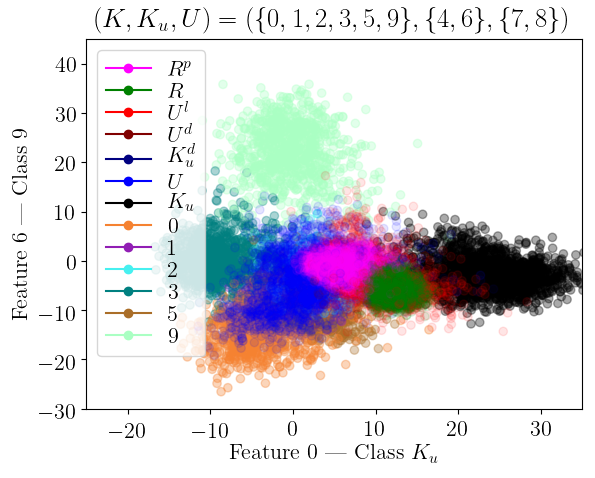 (K, K_u, U) = ({0, 1, 2, 3, 5, 9}, {4, 6}, {7, 8})
Feature 6 — Class 9
40
30
20
10
0
−10
−20
−30
R^p
R
U^l
U^d
K_u^d
U
K_u
0
1
2
3
5
9
−20 −10 0 10 20 30
Feature 0 — Class K_u